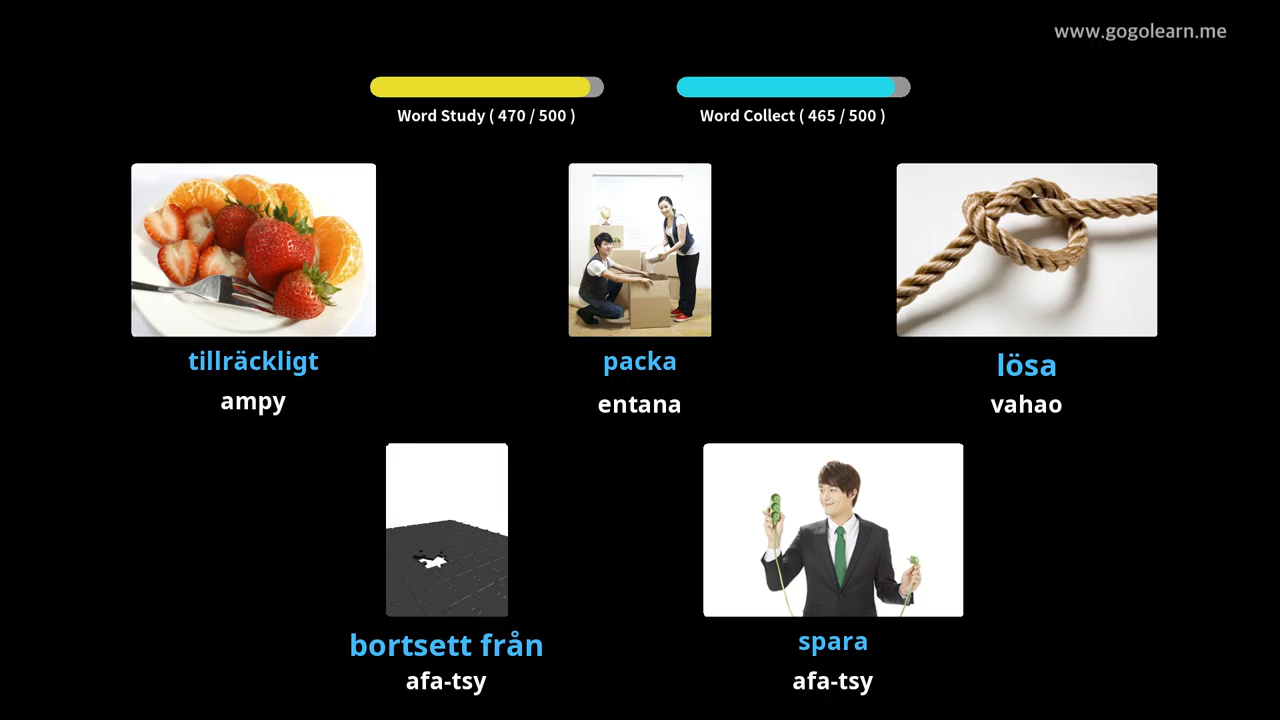 www.gogolearn.me
Word Study ( 470 / 500 )
Word Collect ( 465 / 500 )
tillräckligt
ampy
packa
entana
lösa
vahao
bortsett från
afa-tsy
spara
afa-tsy